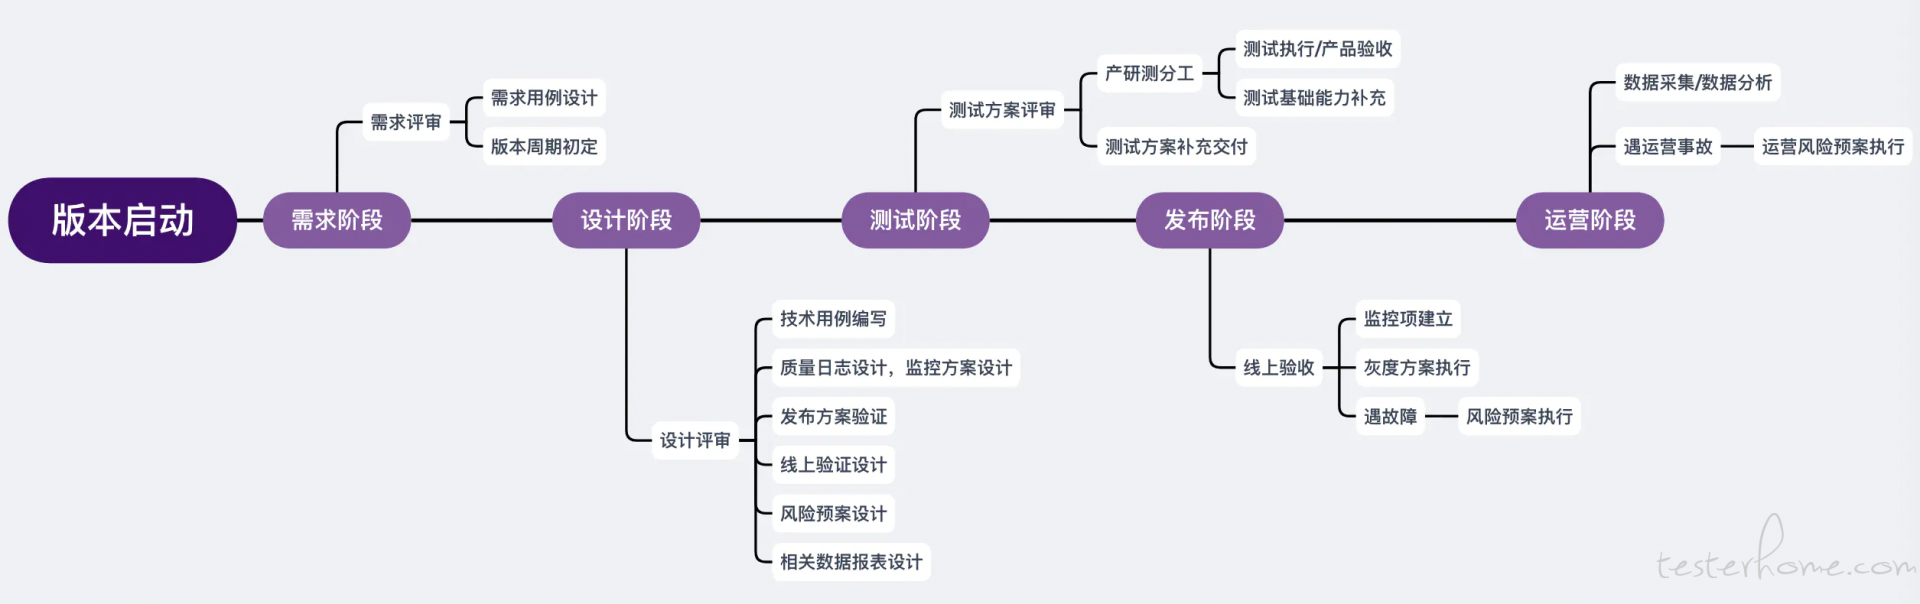 版本启动
需求阶段
需求评审
需求用例设计
版本周期初定
设计阶段
设计评审
技术用例编写
质量日志设计，监控方案设计
发布方案验证
线上验证设计
风险预案设计
相关数据报表设计
测试阶段
测试方案评审
产研测分工
测试执行/产品验收
测试基础能力补充
测试方案补充交付
发布阶段
线上验收
监控项建立
灰度方案执行
遇故障
风险预案执行
运营阶段
数据采集/数据分析
遇运营事故
运营风险预案执行
testerhome.com